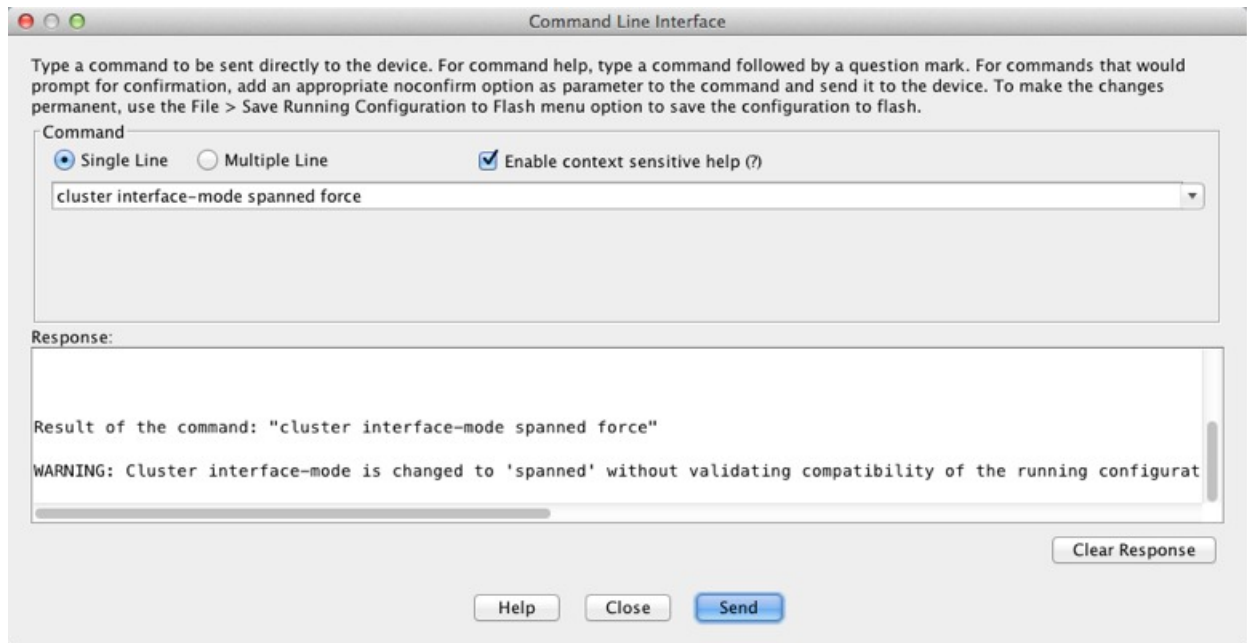 Command Line Interface
Type a command to be sent directly to the device. For command help, type a command followed by a question mark. For commands that would
prompt for confirmation, add an appropriate noconfirm option as parameter to the command and send it to the device. To make the changes
permanent, use the File > Save Running Configuration to Flash menu option to save the configuration to flash.
Command
Single Line Multiple Line Enable context sensitive help (?)
cluster interface-mode spanned force
Response:
Result of the command: "cluster interface-mode spanned force"
WARNING: Cluster interface-mode is changed to 'spanned' without validating compatibility of the running configurat
Clear Response
Help Close Send